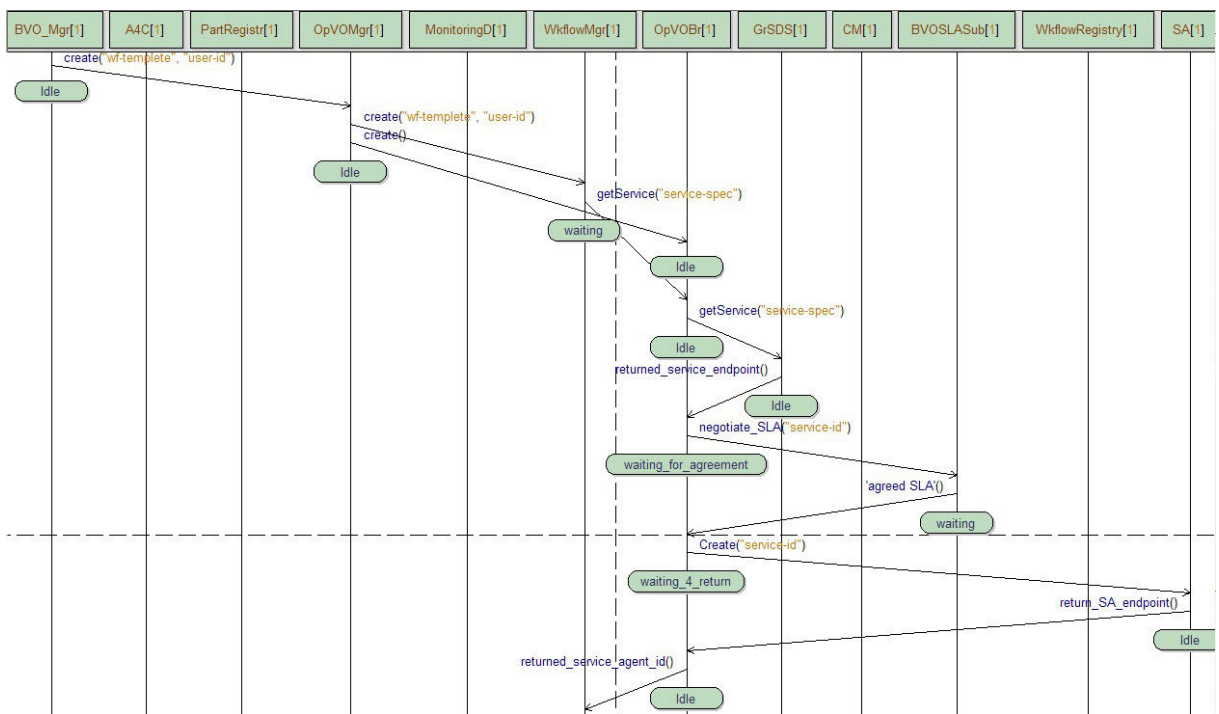 BVO_Mgr[1] A4C[1] PartRegistr[1] OpVOMgr[1] MonitoringD[1] WkflowMgr[1] OpVOBr[1] GrSDS[1] CM[1] BVOSLASub[1] WkflowRegistry[1] SA[1]
create("wf-templete", "user-id")
Idle
create("wf-templete", "user-id")
create()
Idle
getService("service-spec")
waiting
Idle
getService("service-spec")
Idle
returned_service_endpoint()
Idle
negotiate_SLA("service-id")
waiting_for_agreement
'agreed SLA'()
waiting
Create("service-id")
waiting_4_return
return_SA_endpoint()
Idle
returned_service_agent_id()
Idle